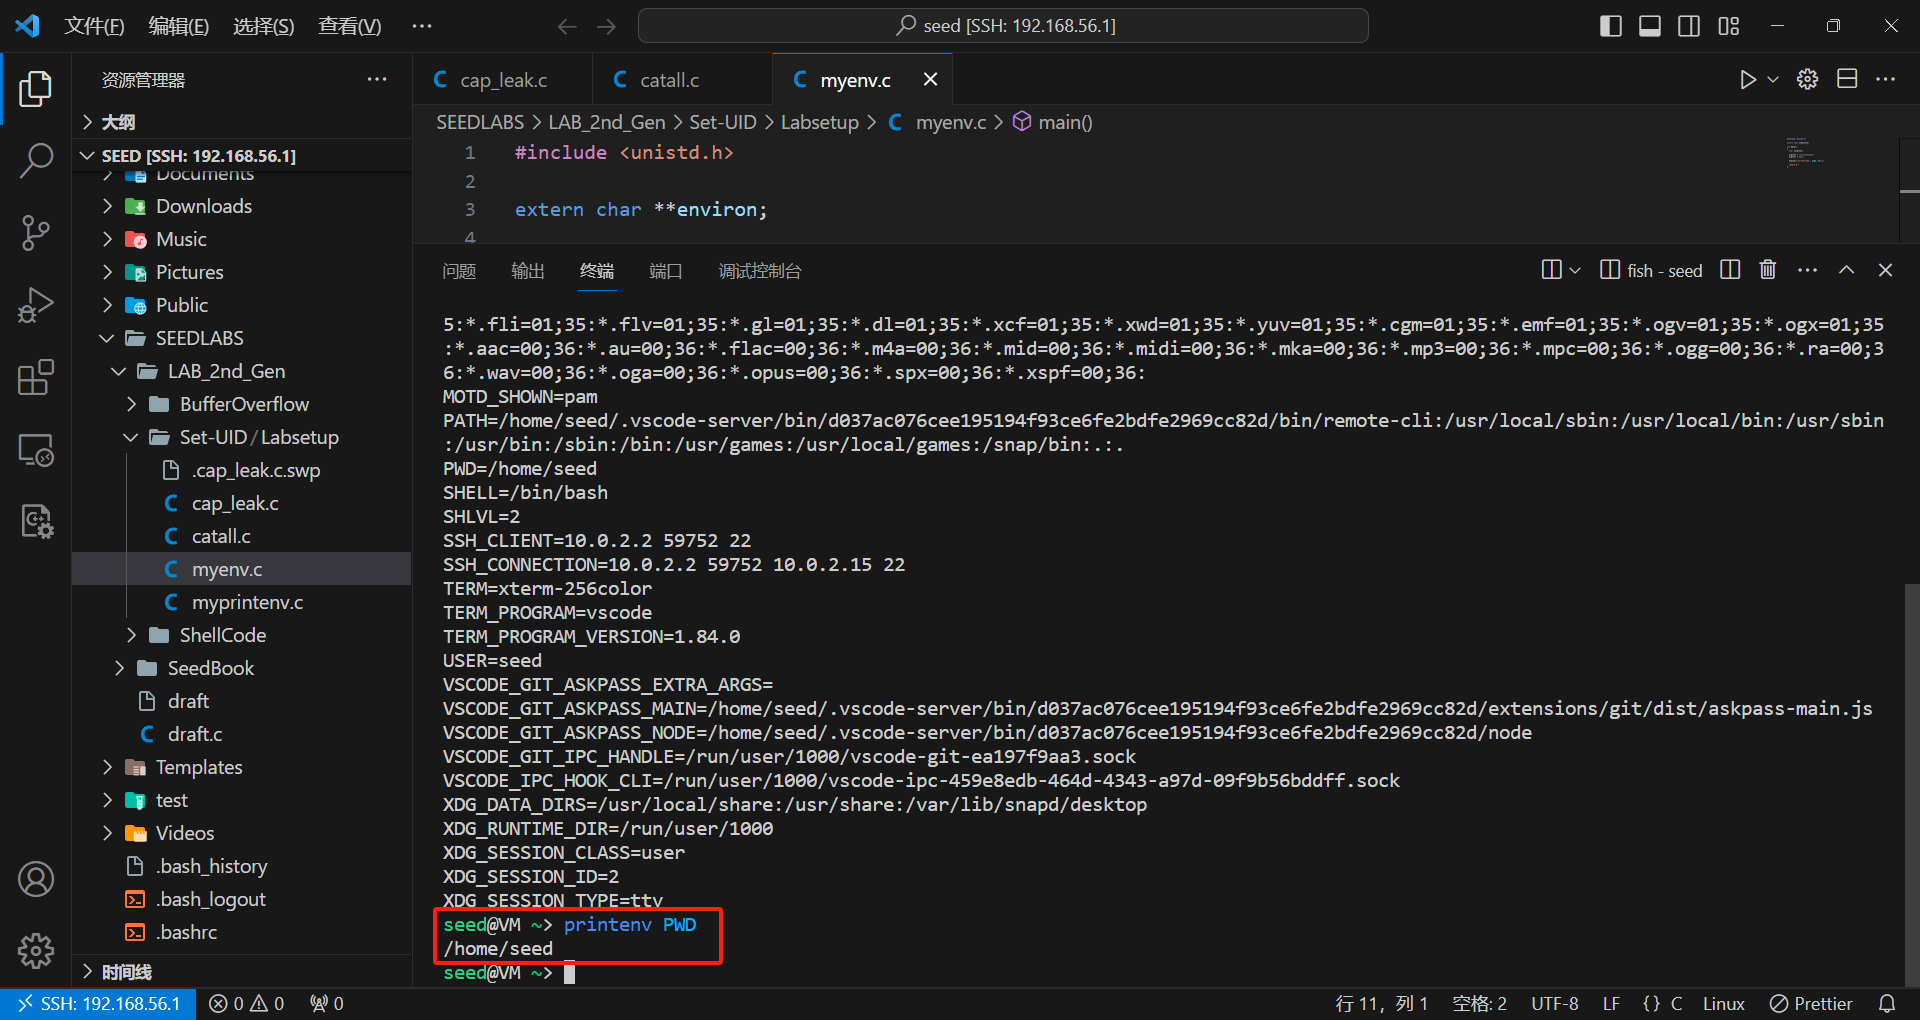 文件(F) 编辑(E) 选择(S) 查看(V) ··· seed [SSH: 192.168.56.1]
资源管理器
大纲
SEED [SSH: 192.168.56.1]
Documents
Downloads
Music
Pictures
Public
SEEDLABS
LAB_2nd_Gen
BufferOverflow
Set-UID/Labsetup
.cap_leak.c.swp
cap_leak.c
catall.c
myenv.c
myprintenv.c
ShellCode
SeedBook
draft
draft.c
Templates
test
Videos
.bash_history
.bash_logout
.bashrc
时间线
cap_leak.c catall.c myenv.c
SEEDLABS > LAB_2nd_Gen > Set-UID > Labsetup > C myenv.c > main()
1 #include <unistd.h>
2
3 extern char **environ;
4
问题 输出 终端 端口 调试控制台 fish - seed
5:*.fli=01;35:*.flv=01;35:*.gl=01;35:*.dl=01;35:*.xcf=01;35:*.xwd=01;35:*.yuv=01;35:*.cgm=01;35:*.emf=01;35:*.ogv=01;35:*.ogx=01;35
:*.aac=00;36:*.au=00;36:*.flac=00;36:*.m4a=00;36:*.mid=00;36:*.midi=00;36:*.mka=00;36:*.mp3=00;36:*.mpc=00;36:*.ogg=00;36:*.ra=00;3
6:*.wav=00;36:*.oga=00;36:*.opus=00;36:*.spx=00;36:*.xspf=00;36:
MOTD_SHOWN=pam
PATH=/home/seed/.vscode-server/bin/d037ac076cee195194f93ce6fe2bdfe2969cc82d/bin/remote-cli:/usr/local/sbin:/usr/local/bin:/usr/sbin
:/usr/bin:/sbin:/bin:/usr/games:/usr/local/games:/snap/bin:.:.
PWD=/home/seed
SHELL=/bin/bash
SHLVL=2
SSH_CLIENT=10.0.2.2 59752 22
SSH_CONNECTION=10.0.2.2 59752 10.0.2.15 22
TERM=xterm-256color
TERM_PROGRAM=vscode
TERM_PROGRAM_VERSION=1.84.0
USER=seed
VSCODE_GIT_ASKPASS_EXTRA_ARGS=
VSCODE_GIT_ASKPASS_MAIN=/home/seed/.vscode-server/bin/d037ac076cee195194f93ce6fe2bdfe2969cc82d/extensions/git/dist/askpass-main.js
VSCODE_GIT_ASKPASS_NODE=/home/seed/.vscode-server/bin/d037ac076cee195194f93ce6fe2bdfe2969cc82d/node
VSCODE_GIT_IPC_HANDLE=/run/user/1000/vscode-git-ea197f9aa3.sock
VSCODE_IPC_HOOK_CLI=/run/user/1000/vscode-ipc-459e8edb-464d-4343-a97d-09f9b56bddff.sock
XDG_DATA_DIRS=/usr/local/share:/usr/share:/var/lib/snapd/desktop
XDG_RUNTIME_DIR=/run/user/1000
XDG_SESSION_CLASS=user
XDG_SESSION_ID=2
XDG_SESSION_TYPE=tty
seed@VM ~> printenv PWD
/home/seed
seed@VM ~>
SSH: 192.168.56.1 0 0 0 行 11，列 1 空格: 2 UTF-8 LF {} C Linux Prettier